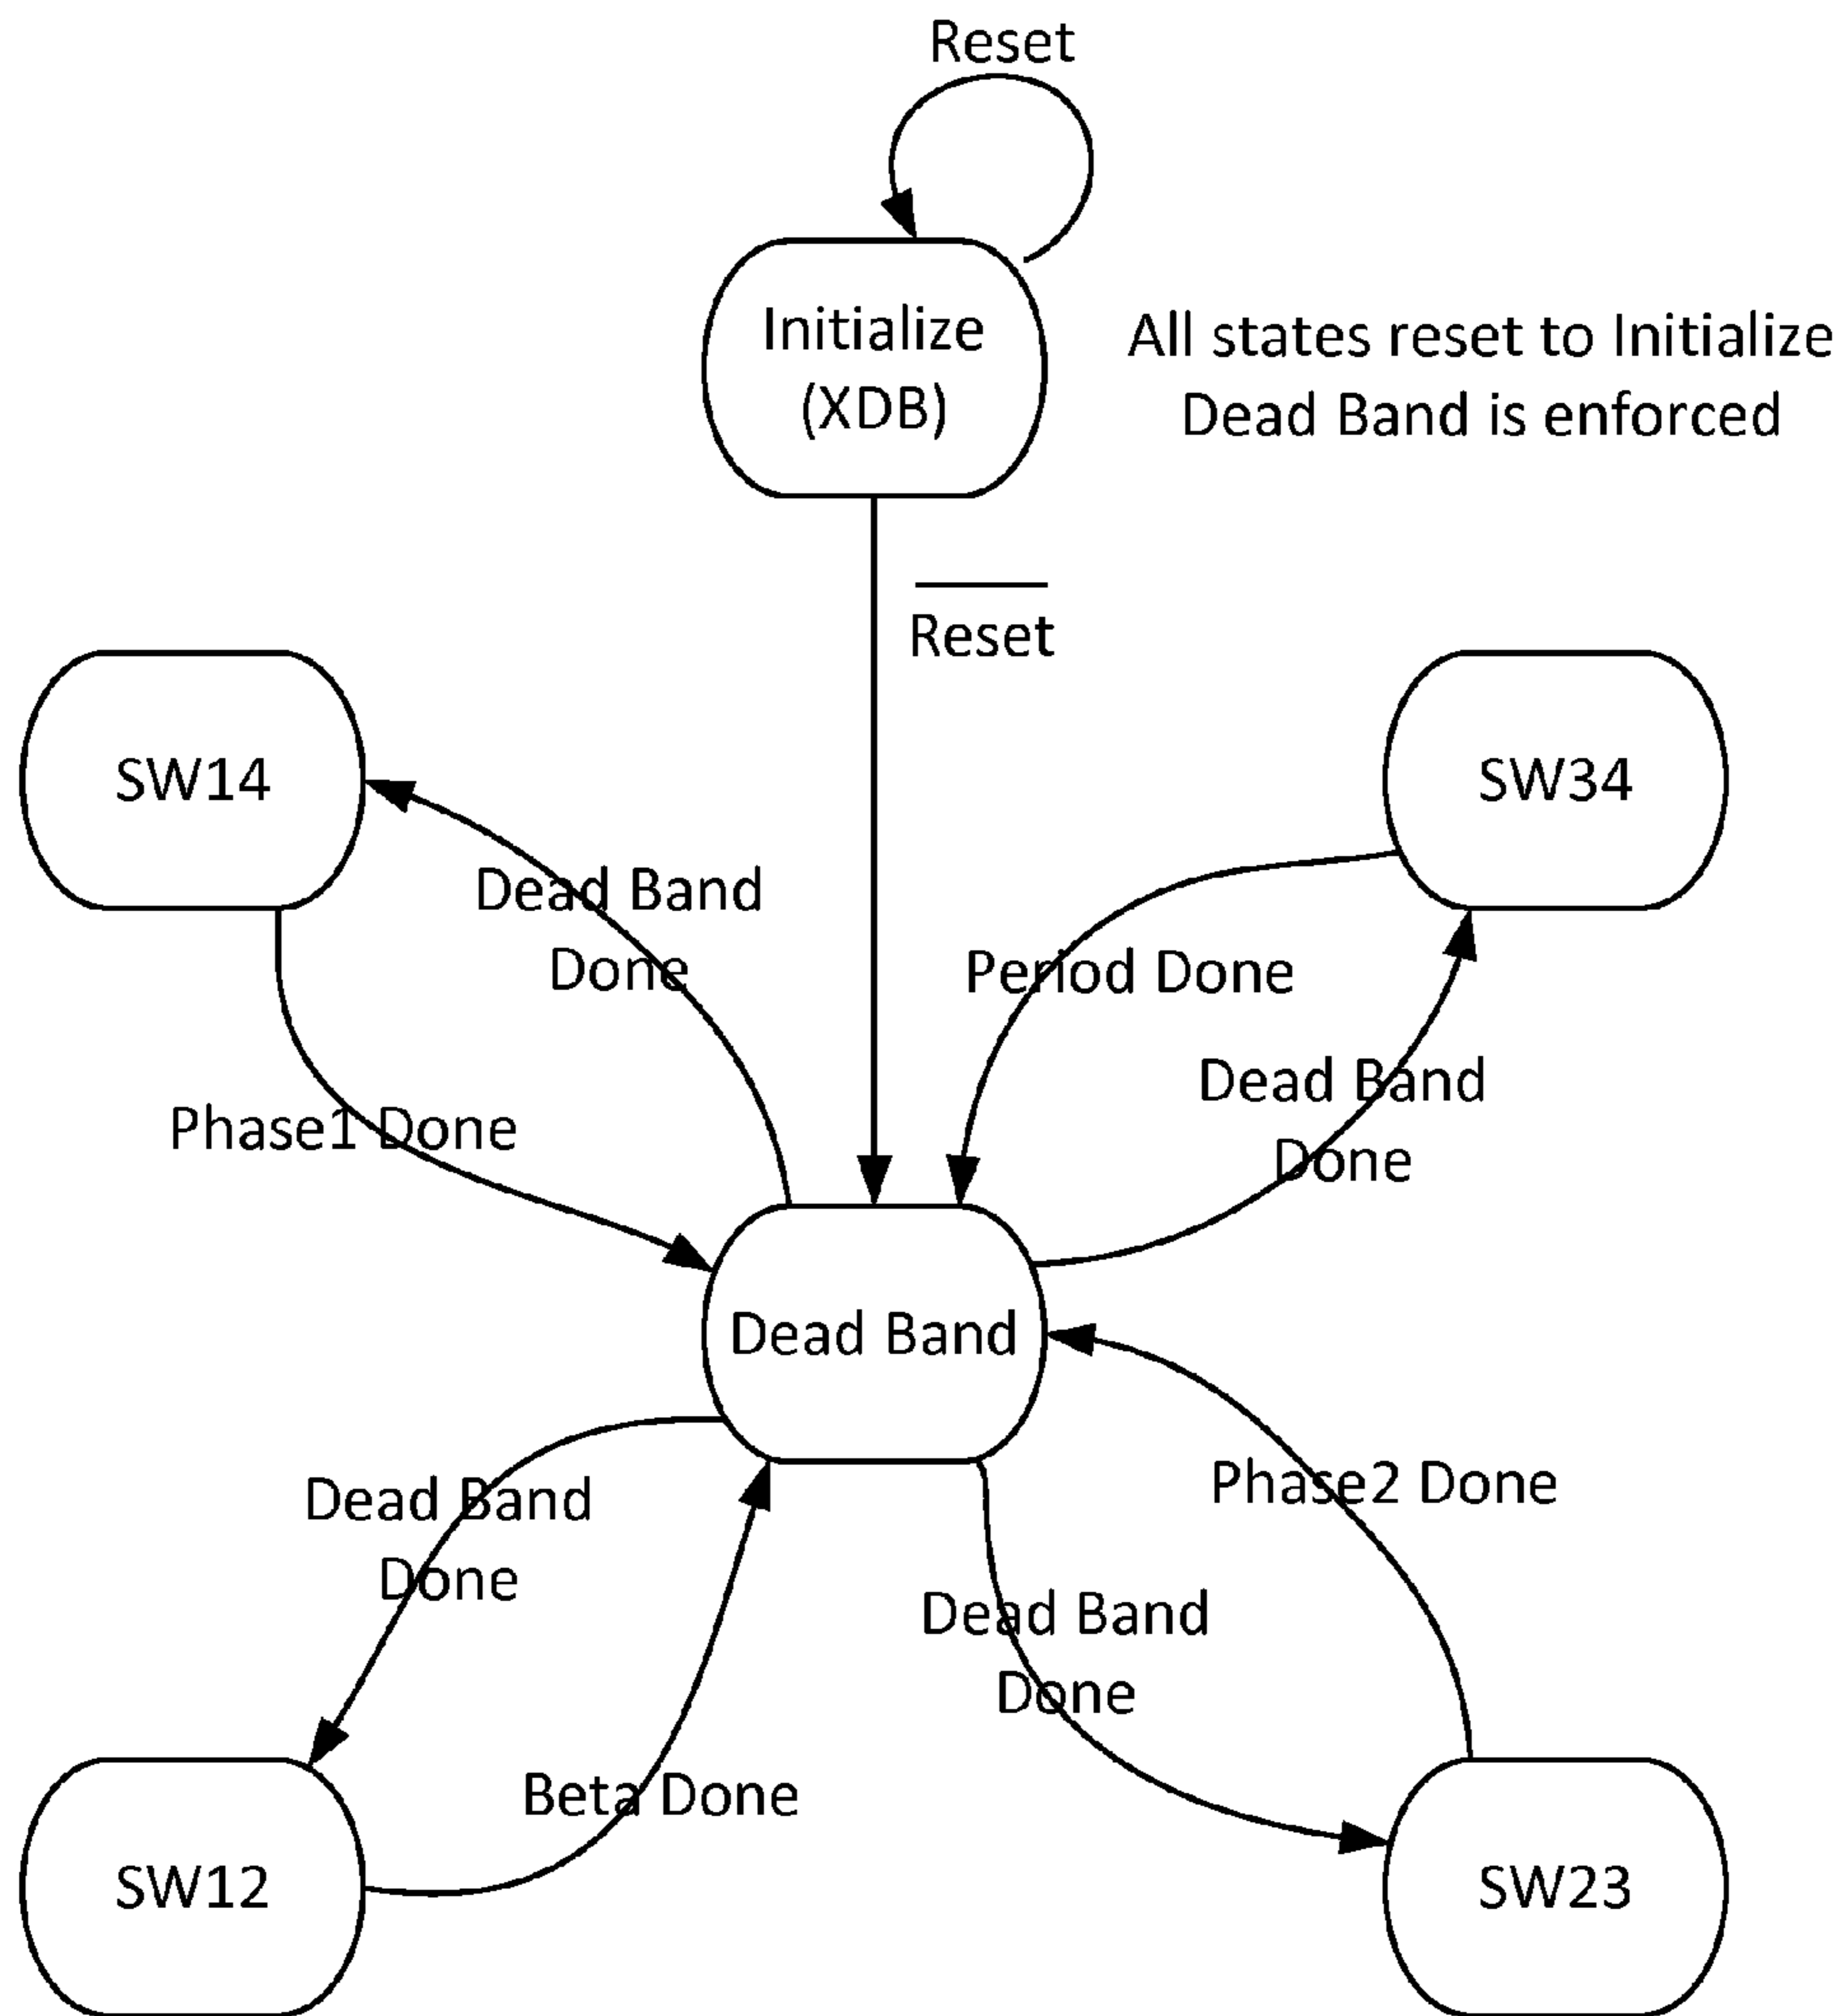 Reset
Initialize
(XDB)
All states reset to Initialize
Dead Band is enforced
Reset
SW14
SW34
Dead Band
Done
Period Done
Dead Band
Done
Phase1 Done
Dead Band
Dead Band
Done
Phase2 Done
Dead Band
Done
Beta Done
SW12
SW23